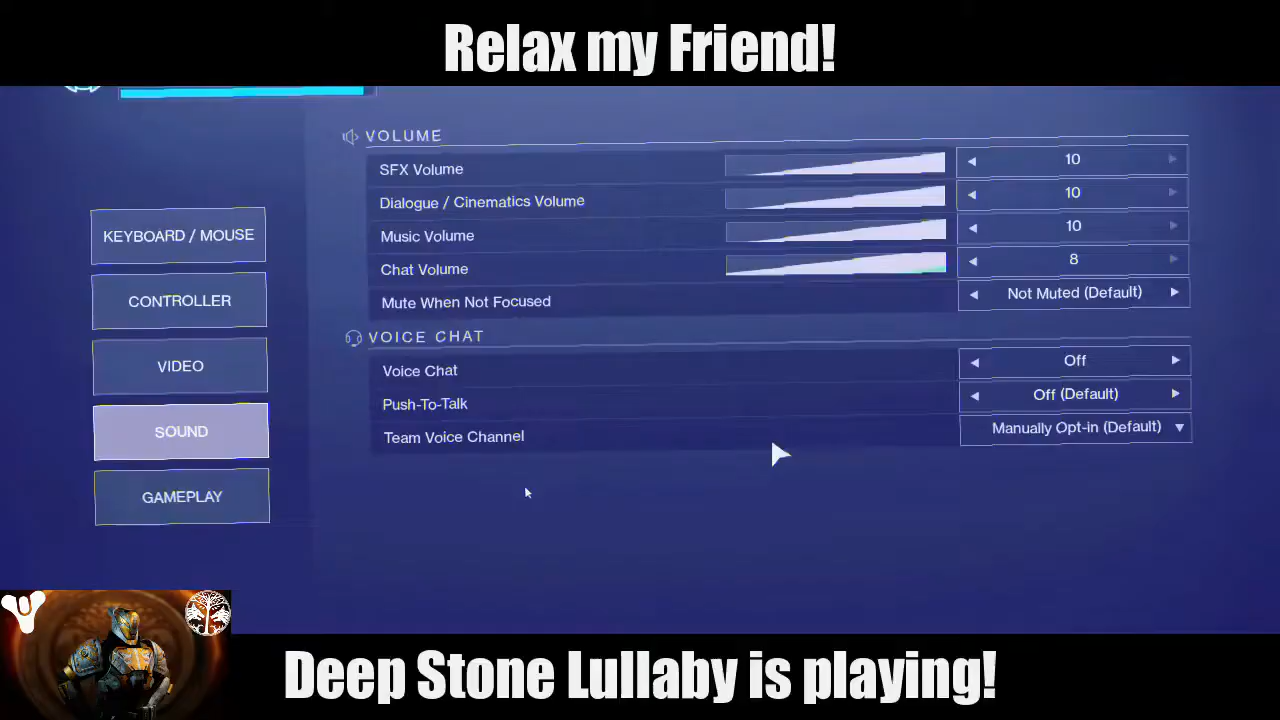 Relax my Friend!
VOLUME
SFX Volume 10
Dialogue / Cinematics Volume 10
Music Volume 10
Chat Volume 8
Mute When Not Focused Not Muted (Default)
VOICE CHAT
Voice Chat Off
Push-To-Talk Off (Default)
Team Voice Channel Manually Opt-in (Default)
KEYBOARD / MOUSE
CONTROLLER
VIDEO
SOUND
GAMEPLAY
Deep Stone Lullaby is playing!